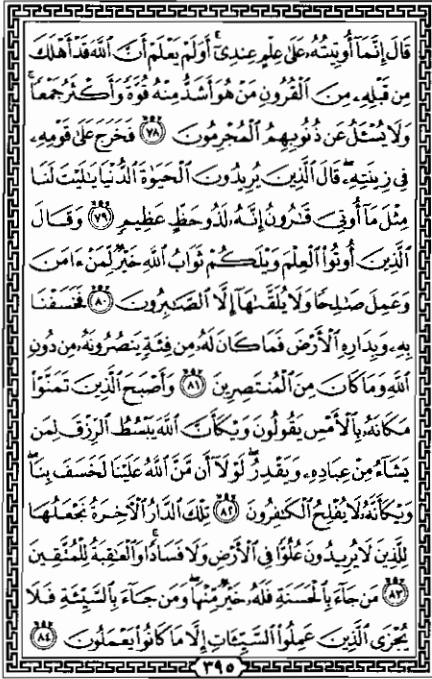 قَالَ إِنَّمَآ أُوتِيتُهُۥ عَلَىٰ عِلْمٍ عِندِىٓ ۚ أَوَلَمْ يَعْلَمْ أَنَّ ٱللَّهَ قَدْ أَهْلَكَ
مِن قَبْلِهِۦ مِنَ ٱلْقُرُونِ مَنْ هُوَ أَشَدُّ مِنْهُ قُوَّةً وَأَكْثَرُ جَمْعًا ۚ
وَلَا يُسْـَٔلُ عَن ذُنُوبِهِمُ ٱلْمُجْرِمُونَ ٧٨ فَخَرَجَ عَلَىٰ قَوْمِهِۦ
فِى زِينَتِهِۦ ۖ قَالَ ٱلَّذِينَ يُرِيدُونَ ٱلْحَيَوٰةَ ٱلدُّنْيَا يَـٰلَيْتَ لَنَا
مِثْلَ مَآ أُوتِىَ قَـٰرُونُ إِنَّهُۥ لَذُو حَظٍّ عَظِيمٍ ٧٩ وَقَالَ
ٱلَّذِينَ أُوتُوا۟ ٱلْعِلْمَ وَيْلَكُمْ ثَوَابُ ٱللَّهِ خَيْرٌ لِّمَنْ ءَامَنَ
وَعَمِلَ صَـٰلِحًا وَلَا يُلَقَّىٰهَآ إِلَّا ٱلصَّـٰبِرُونَ ٨٠ فَخَسَفْنَا
بِهِۦ وَبِدَارِهِ ٱلْأَرْضَ فَمَا كَانَ لَهُۥ مِن فِئَةٍ يَنصُرُونَهُۥ مِن دُونِ
ٱللَّهِ وَمَا كَانَ مِنَ ٱلْمُنتَصِرِينَ ٨١ وَأَصْبَحَ ٱلَّذِينَ تَمَنَّوْا۟
مَكَانَهُۥ بِٱلْأَمْسِ يَقُولُونَ وَيْكَأَنَّ ٱللَّهَ يَبْسُطُ ٱلرِّزْقَ لِمَن
يَشَآءُ مِنْ عِبَادِهِۦ وَيَقْدِرُ ۖ لَوْلَآ أَن مَّنَّ ٱللَّهُ عَلَيْنَا لَخَسَفَ بِنَا ۖ
وَيْكَأَنَّهُۥ لَا يُفْلِحُ ٱلْكَـٰفِرُونَ ٨٢ تِلْكَ ٱلدَّارُ ٱلْـَٔاخِرَةُ نَجْعَلُهَا
لِلَّذِينَ لَا يُرِيدُونَ عُلُوًّا فِى ٱلْأَرْضِ وَلَا فَسَادًا ۚ وَٱلْعَـٰقِبَةُ لِلْمُتَّقِينَ
٨٣ مَن جَآءَ بِٱلْحَسَنَةِ فَلَهُۥ خَيْرٌ مِّنْهَا ۖ وَمَن جَآءَ بِٱلسَّيِّئَةِ فَلَا
يُجْزَى ٱلَّذِينَ عَمِلُوا۟ ٱلسَّيِّـَٔاتِ إِلَّا مَا كَانُوا۟ يَعْمَلُونَ ٨٤
٣٩٥